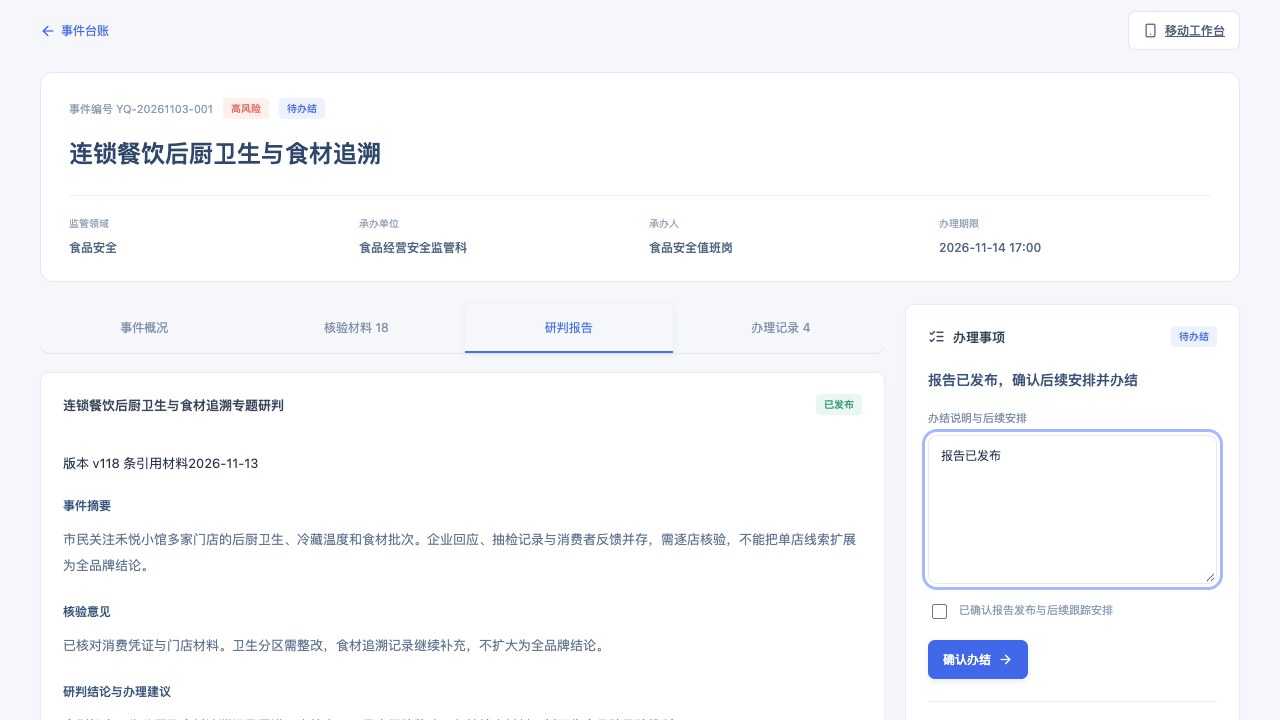 事件台账
移动工作台
事件编号 YQ-20261103-001 高风险 待办结
连锁餐饮后厨卫生与食材追溯
监管领域 承办单位 承办人 办理期限
食品安全 食品经营安全监管科 食品安全值班岗 2026-11-14 17:00
事件概况 核验材料 18 研判报告 办理记录 4
连锁餐饮后厨卫生与食材追溯专题研判 已发布
版本 v118 条引用材料2026-11-13
事件摘要
市民关注禾悦小馆多家门店的后厨卫生、冷藏温度和食材批次。企业回应、抽检记录与消费者反馈并存，需逐店核验，不能把单店线索扩展
为全品牌结论。
核验意见
已核对消费凭证与门店材料。卫生分区需整改，食材追溯记录继续补充，不扩大为全品牌结论。
研判结论与办理建议
办理事项 待办结
报告已发布，确认后续安排并办结
办结说明与后续安排
报告已发布
已确认报告发布与后续跟踪安排
确认办结